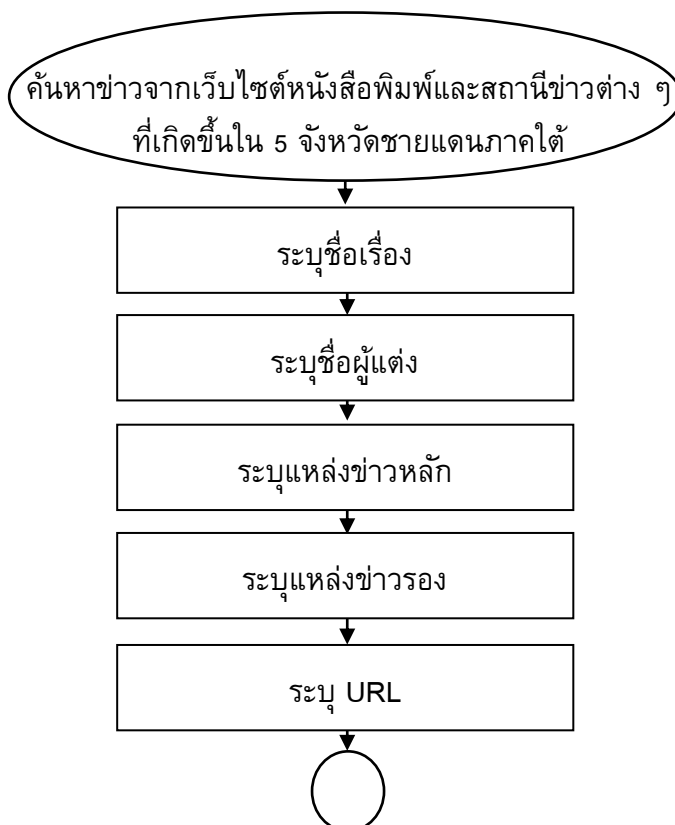 ค้นหาข่าวจากเว็บไซต์หนังสือพิมพ์และสถานีข่าวต่าง ๆ
ที่เกิดขึ้นใน 5 จังหวัดชายแดนภาคใต้
ระบุชื่อเรื่อง
ระบุชื่อผู้แต่ง
ระบุแหล่งข่าวหลัก
ระบุแหล่งข่าวรอง
ระบุ URL